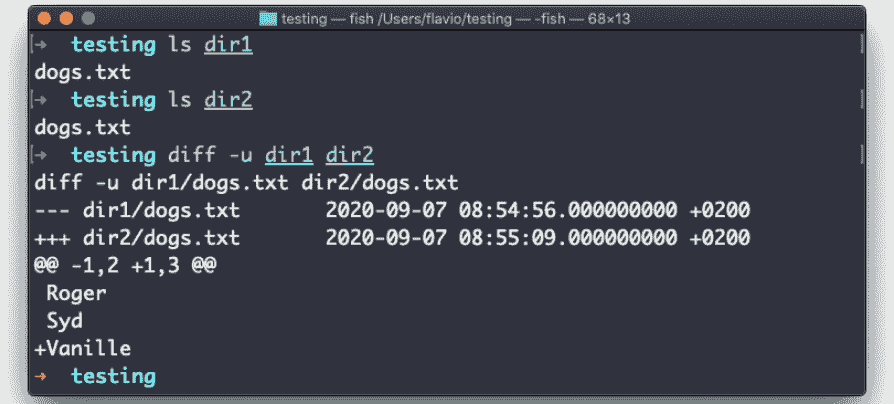 testing — fish /Users/flavio/testing — -fish — 68×13
[→  testing ls dir1                                                 ]
dogs.txt
[→  testing ls dir2                                                 ]
dogs.txt
[→  testing diff -u dir1 dir2                                       ]
diff -u dir1/dogs.txt dir2/dogs.txt
--- dir1/dogs.txt       2020-09-07 08:54:56.000000000 +0200
+++ dir2/dogs.txt       2020-09-07 08:55:09.000000000 +0200
@@ -1,2 +1,3 @@
 Roger
 Syd
+Vanille
→  testing